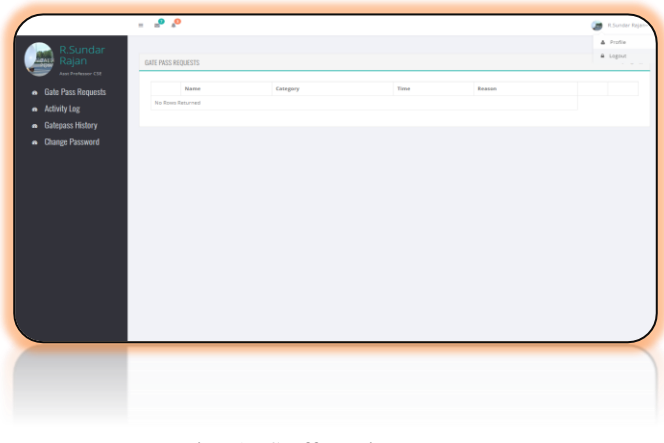 R.Sundar Rajan
Profile
Logout
R.Sundar
Rajan
Asst Professor CSE
Gate Pass Requests
Activity Log
Gatepass History
Change Password
GATE PASS REQUESTS
Name Category Time Reason
No Rows Returned